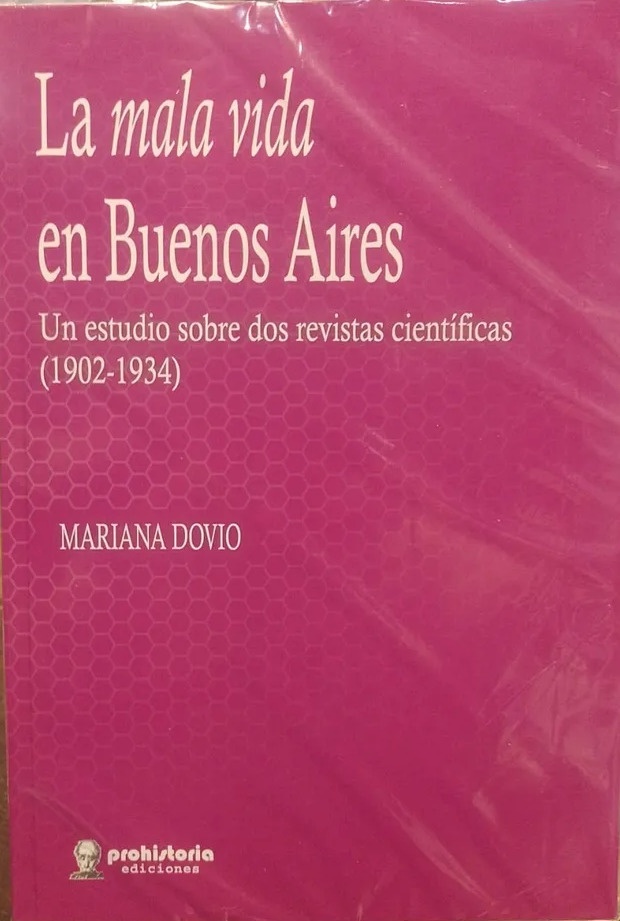 La mala vida
en Buenos Aires
Un estudio sobre dos revistas científicas
(1902-1934)
MARIANA DOVIO
prohistoria
ediciones